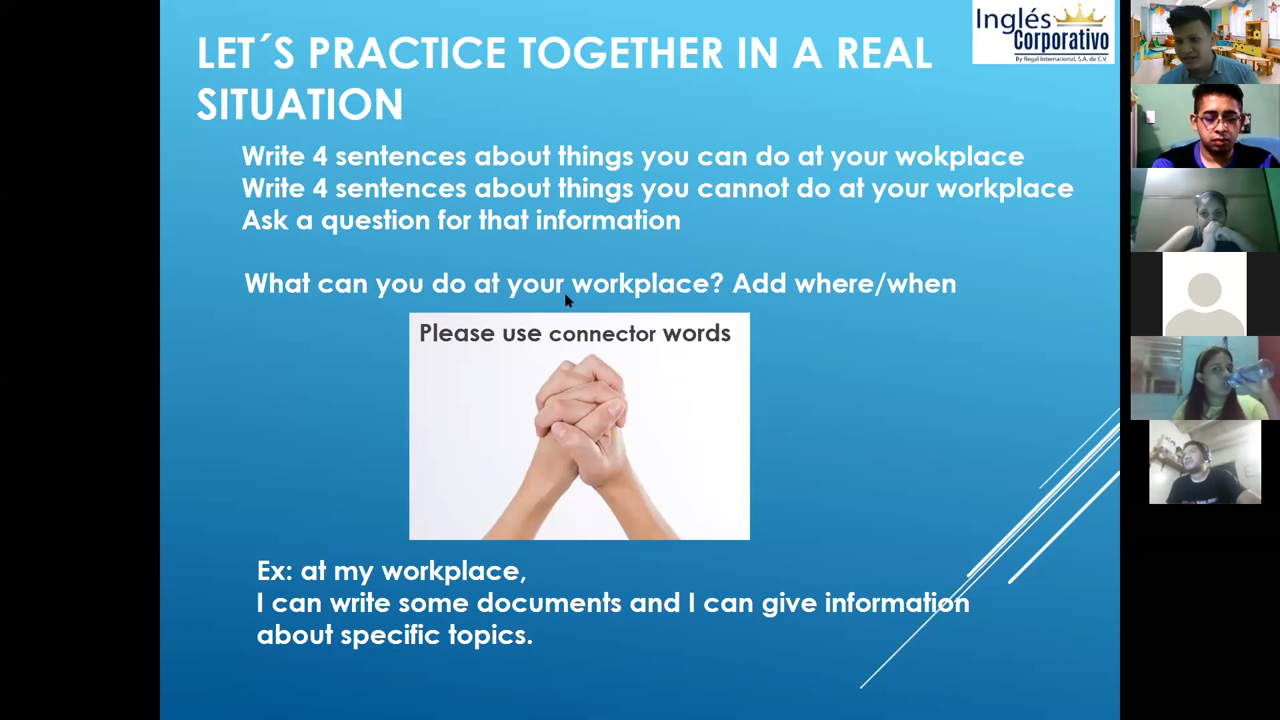 LET´S PRACTICE TOGETHER IN A REAL
SITUATION
Inglés
Corporativo
By Regal International, S.A. de C.V.
Write 4 sentences about things you can do at your wokplace
Write 4 sentences about things you cannot do at your workplace
Ask a question for that information
What can you do at your workplace? Add where/when
Please use connector words
Ex: at my workplace,
I can write some documents and I can give information
about specific topics.